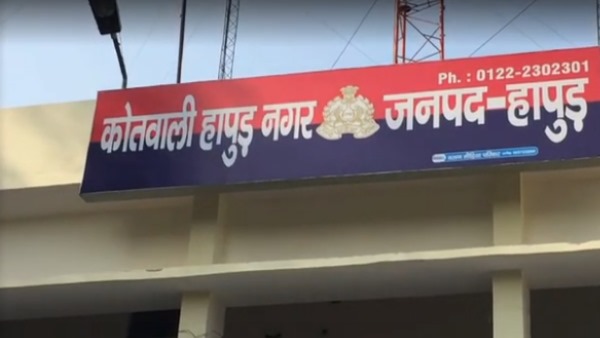 Ph. : 0122-2302301
कोतवाली हापुड़ नगर जनपद-हापुड़